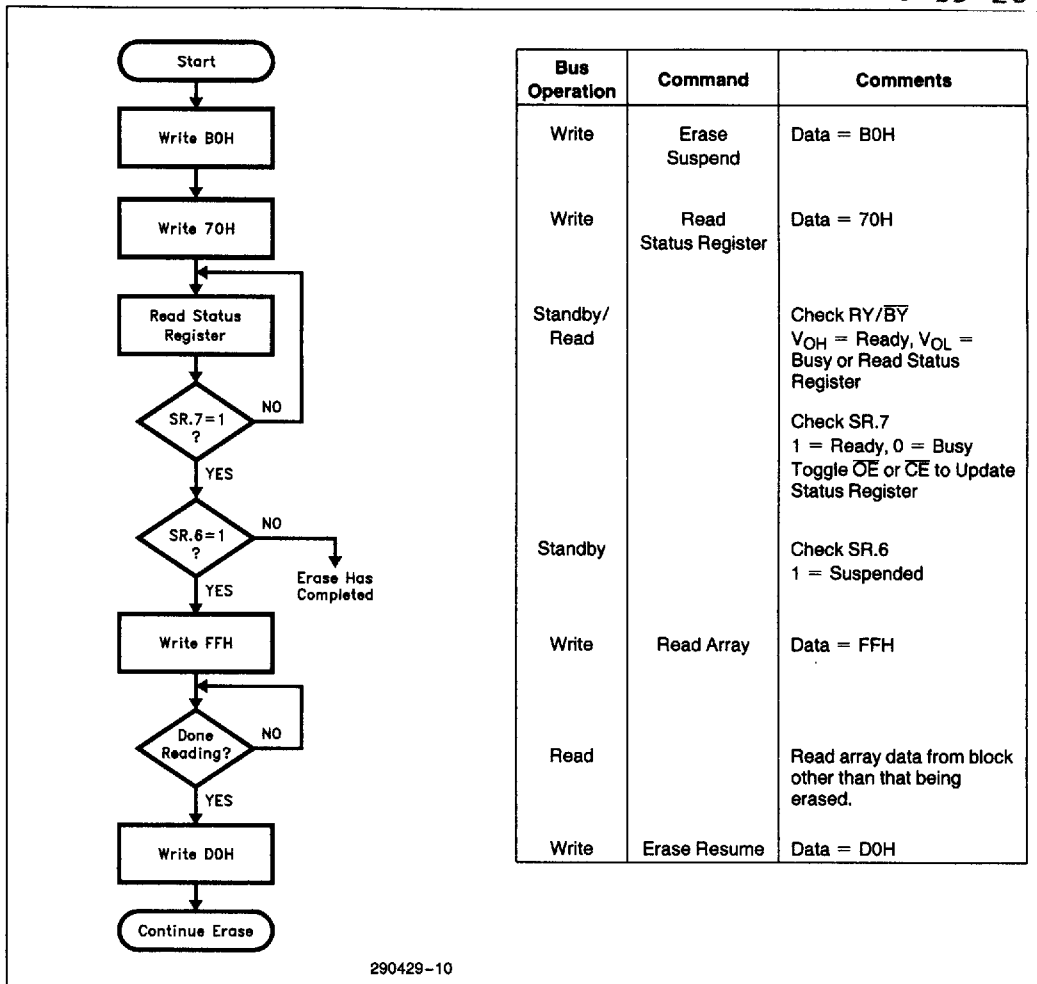 Start
Write B0H
Write 70H
Read Status
Register
SR.7=1
?
NO
YES
SR.6=1
?
NO
Erase Has
Completed
YES
Write FFH
Done
Reading?
NO
YES
Write D0H
Continue Erase
290429-10
Bus
Operation
Command
Comments
Write
Erase
Suspend
Data = B0H
Write
Read
Status Register
Data = 70H
Standby/
Read
Check RY/B̅Y̅
VOH = Ready, VOL =
Busy or Read Status
Register
Check SR.7
1 = Ready, 0 = Busy
Toggle O̅E̅ or C̅E̅ to Update
Status Register
Standby
Check SR.6
1 = Suspended
Write
Read Array
Data = FFH
Read
Read array data from block
other than that being
erased.
Write
Erase Resume
Data = D0H